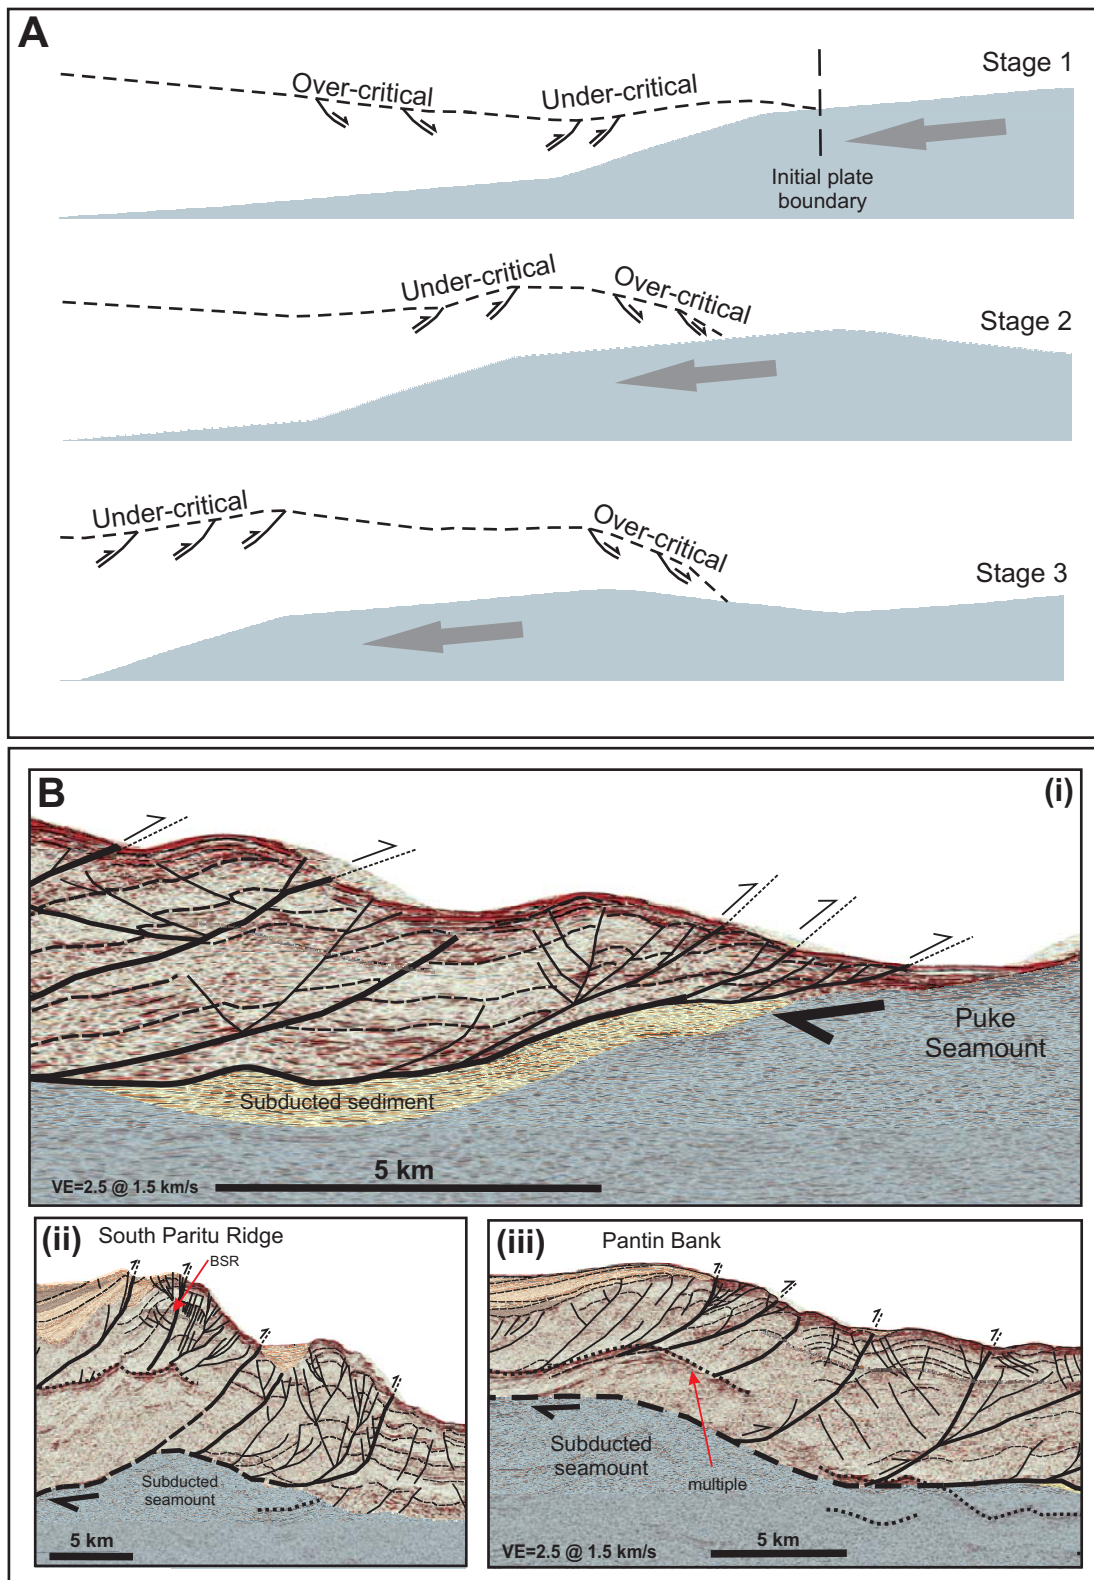 A
Stage 1
Over-critical
Under-critical
Initial plate
boundary
Under-critical
Over-critical
Stage 2
Under-critical
Over-critical
Stage 3
B
(i)
Puke
Seamount
Subducted sediment
5 km
VE=2.5 @ 1.5 km/s
(ii)
South Paritu Ridge
BSR
Subducted
seamount
5 km
(iii)
Pantin Bank
Subducted
seamount
multiple
5 km
VE=2.5 @ 1.5 km/s